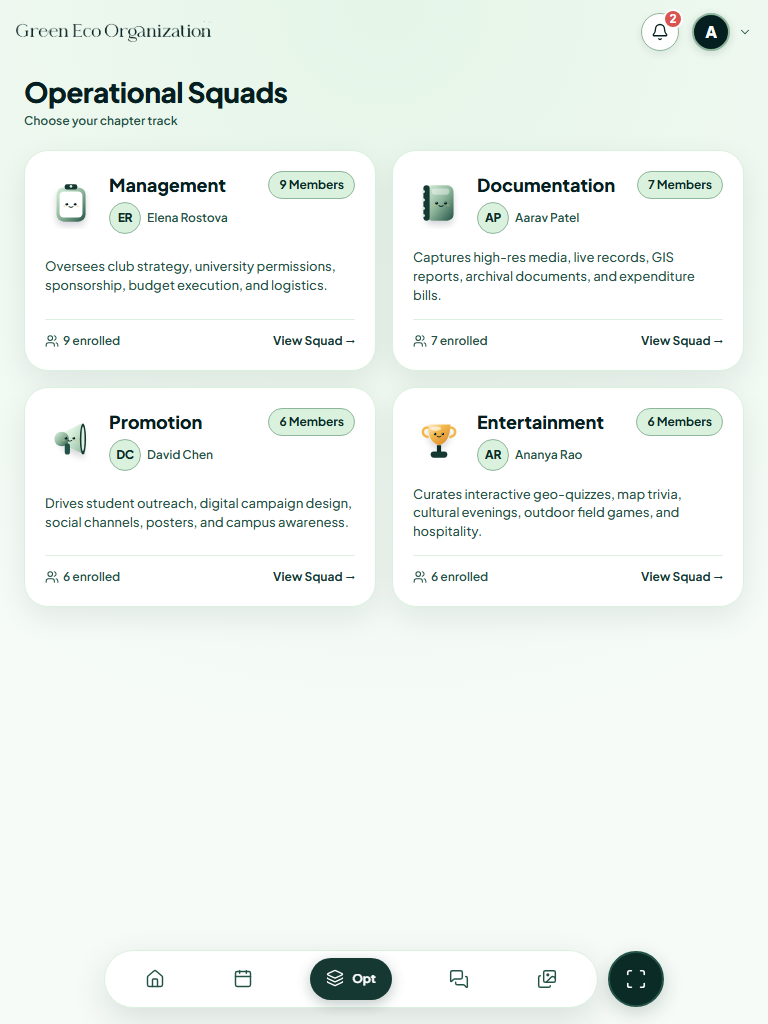 Green Eco Organization
2
A
Operational Squads
Choose your chapter track
Management
9 Members
ER
Elena Rostova
Oversees club strategy, university permissions,
sponsorship, budget execution, and logistics.
9 enrolled
View Squad →
Documentation
7 Members
AP
Aarav Patel
Captures high-res media, live records, GIS
reports, archival documents, and expenditure
bills.
7 enrolled
View Squad →
Promotion
6 Members
DC
David Chen
Drives student outreach, digital campaign design,
social channels, posters, and campus awareness.
6 enrolled
View Squad →
Entertainment
6 Members
AR
Ananya Rao
Curates interactive geo-quizzes, map trivia,
cultural evenings, outdoor field games, and
hospitality.
6 enrolled
View Squad →
Opt